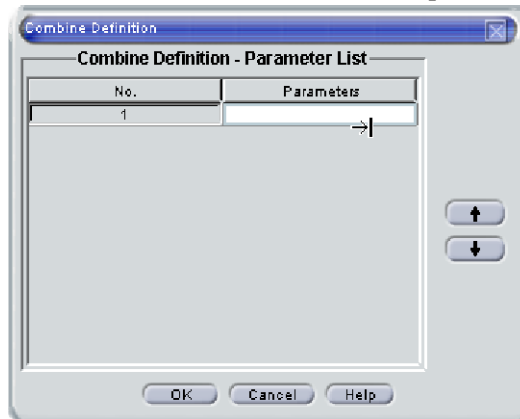 Combine Definition
Combine Definition - Parameter List
No. Parameters
1
OK Cancel Help